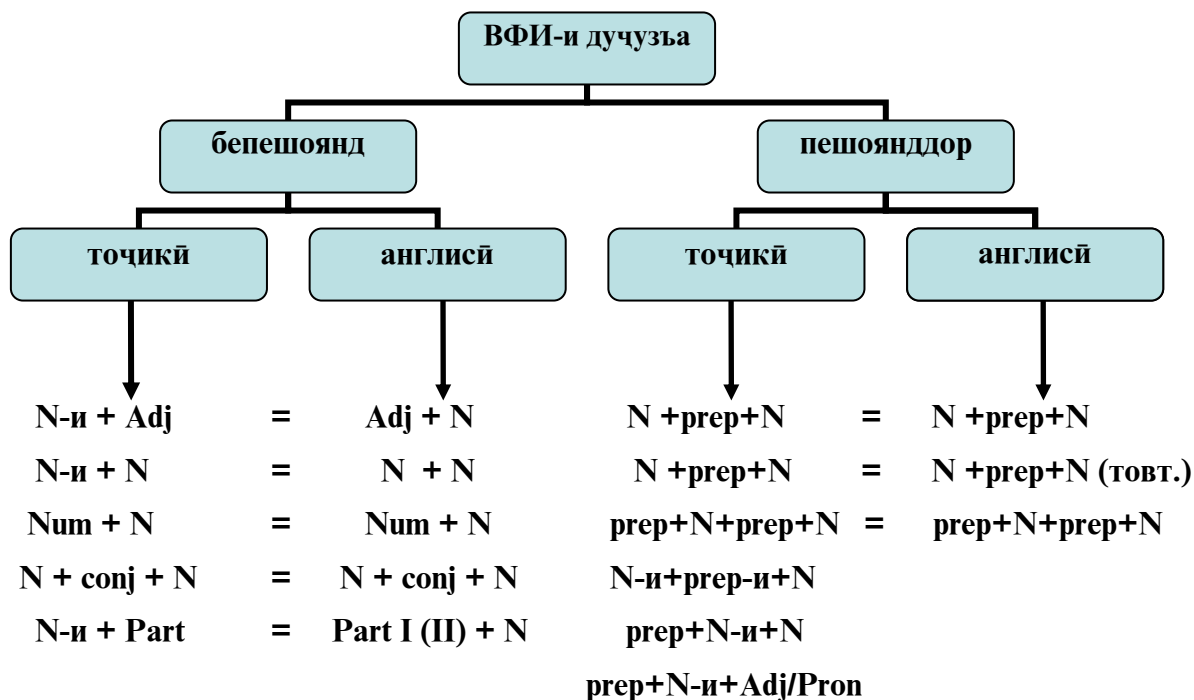 ВФИ-и дуҷузъа
бепешоянд
пешоянддор
тоҷикӣ
англисӣ
тоҷикӣ
англисӣ
N-и + Adj = Adj + N N +prep+N = N +prep+N
N-и + N = N + N N +prep+N = N +prep+N (товт.)
Num + N = Num + N prep+N+prep+N = prep+N+prep+N
N + conj + N = N + conj + N N-и+prep-и+N
N-и + Part = Part I (II) + N prep+N-и+N
prep+N-и+Adj/Pron